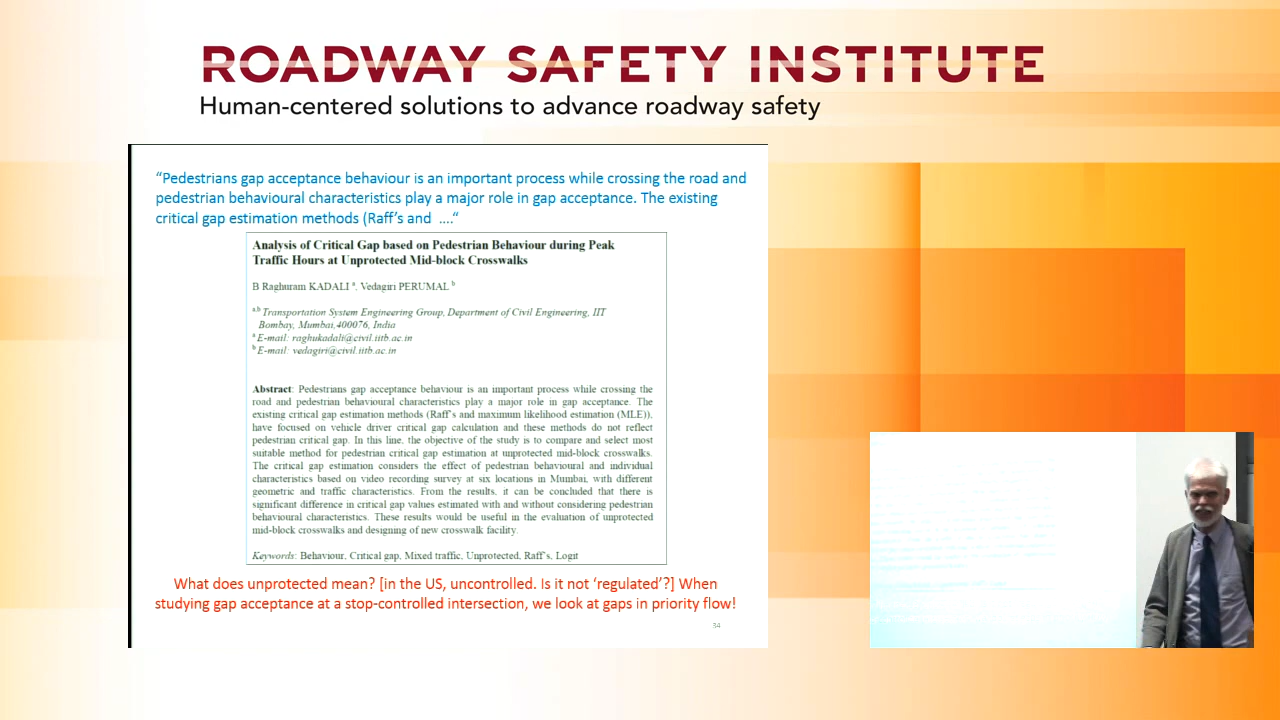 ROADWAY SAFETY INSTITUTE
Human-centered solutions to advance roadway safety
“Pedestrians gap acceptance behaviour is an important process while crossing the road and
pedestrian behavioural characteristics play a major role in gap acceptance. The existing
critical gap estimation methods (Raff’s and ....“
Analysis of Critical Gap based on Pedestrian Behaviour during Peak
Traffic Hours at Unprotected Mid-block Crosswalks
B Raghuram KADALI a, Vedagiri PERUMAL b
a,b Transportation System Engineering Group, Department of Civil Engineering, IIT
Bombay, Mumbai,400076, India
a E-mail: raghukadali@civil.iitb.ac.in
b E-mail: vedagiri@civil.iitb.ac.in
Abstract: Pedestrians gap acceptance behaviour is an important process while crossing the
road and pedestrian behavioural characteristics play a major role in gap acceptance. The
existing critical gap estimation methods (Raff's and maximum likelihood estimation (MLE)),
have focused on vehicle driver critical gap calculation and these methods do not reflect
pedestrian critical gap. In this line, the objective of the study is to compare and select most
suitable method for pedestrian critical gap estimation at unprotected mid-block crosswalks.
The critical gap estimation considers the effect of pedestrian behavioural and individual
characteristics based on video recording survey at six locations in Mumbai, with different
geometric and traffic characteristics. From the results, it can be concluded that there is
significant difference in critical gap values estimated with and without considering pedestrian
behavioural characteristics. These results would be useful in the evaluation of unprotected
mid-block crosswalks and designing of new crosswalk facility.
Keywords: Behaviour, Critical gap, Mixed traffic, Unprotected, Raff's, Logit
What does unprotected mean? [in the US, uncontrolled. Is it not ‘regulated’?] When
studying gap acceptance at a stop-controlled intersection, we look at gaps in priority flow!
34